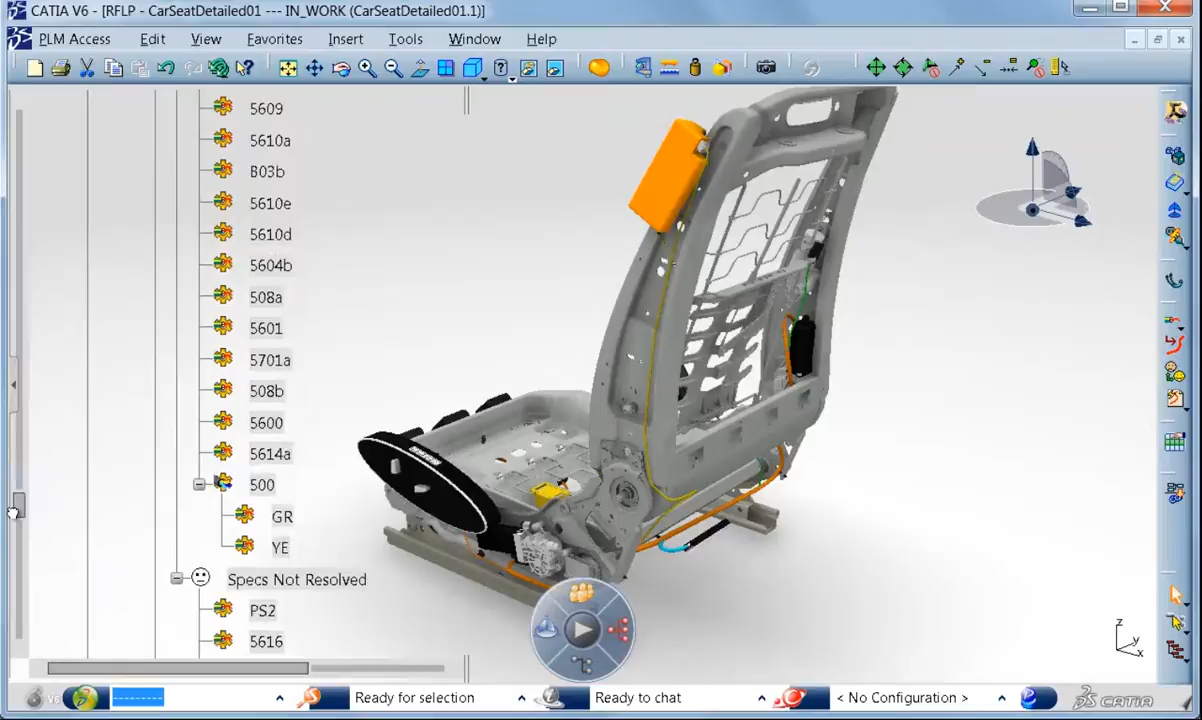 CATIA V6 - [RFLP - CarSeatDetailed01 --- IN_WORK (CarSeatDetailed01.1)]
PLM Access Edit View Favorites Insert Tools Window Help
5609
5610a
B03b
5610e
5610d
5604b
508a
5601
5701a
508b
5600
5614a
500
GR
YE
Specs Not Resolved
PS2
5616
z
y
x
V6 --------- Ready for selection Ready to chat < No Configuration > CATIA